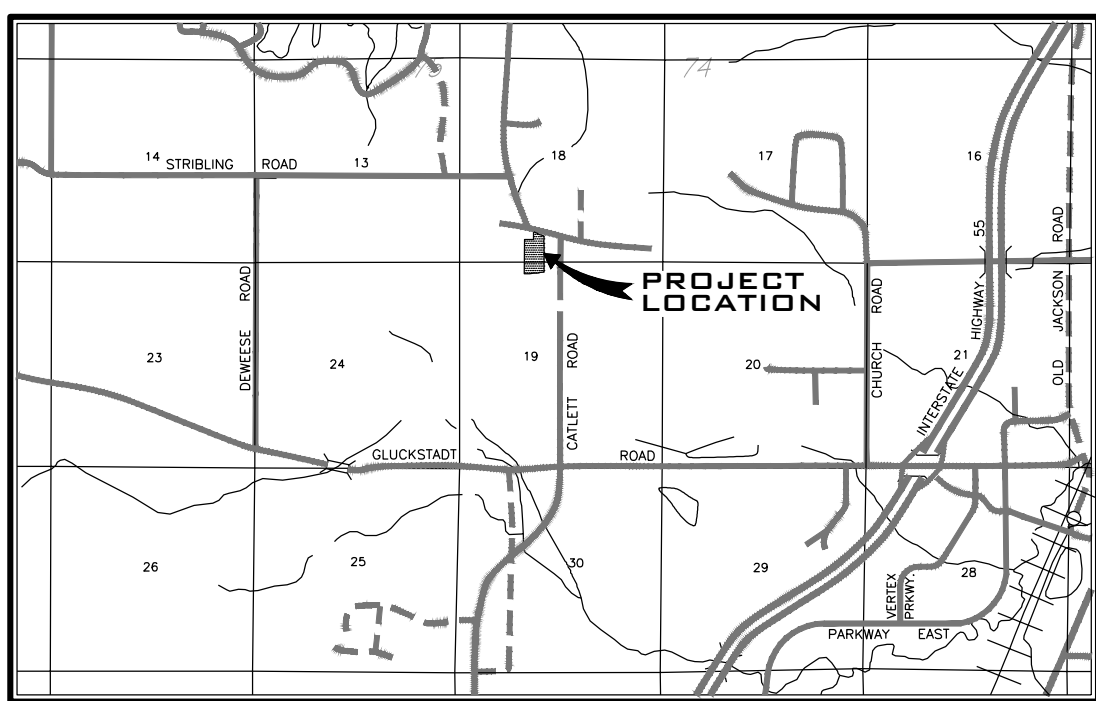 75
74
14
STRIBLING ROAD
13
18
17
16
55
ROAD
PROJECT
LOCATION
DEWEESE ROAD
CHURCH ROAD
INTERSTATE HIGHWAY
OLD JACKSON
23
24
19
20
21
CATLETT ROAD
GLUCKSTADT ROAD
26
25
30
29
28
VERTEX
PRKWY.
PARKWAY EAST